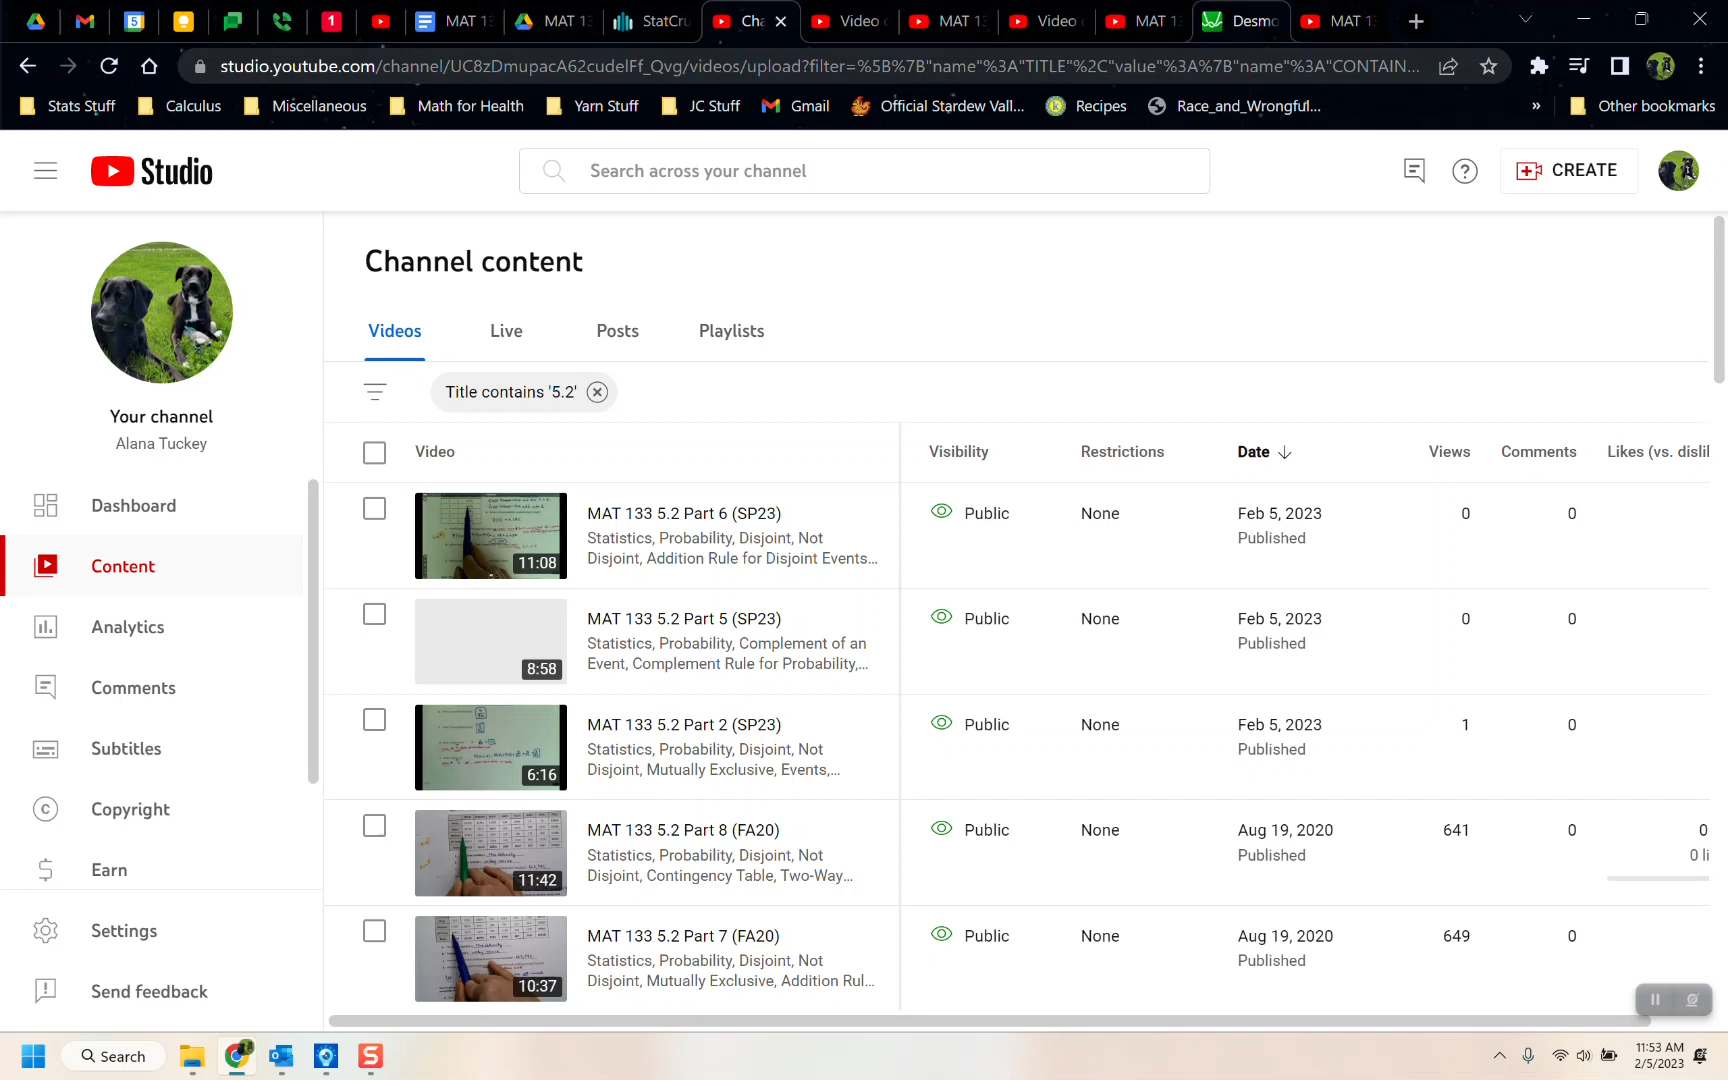 5
1
MAT 13
MAT 13
StatCru
Cha
Video c
MAT 13
Video c
MAT 13
Desmo
MAT 13
studio.youtube.com/channel/UC8zDmupacA62cudelFf_Qvg/videos/upload?filter=%5B%7B"name"%3A"TITLE"%2C"value"%3A%7B"name"%3A"CONTAIN...
Stats Stuff
Calculus
Miscellaneous
Math for Health
Yarn Stuff
JC Stuff
Gmail
Official Stardew Vall...
Recipes
Race_and_Wrongful...
»
Other bookmarks
Studio
Search across your channel
CREATE
Channel content
Videos Live Posts Playlists
Title contains '5.2'
Your channel
Alana Tuckey
Dashboard
Content
Analytics
Comments
Subtitles
Copyright
Earn
Settings
Send feedback
Video Visibility Restrictions Date Views Comments Likes (vs. disli
11:08
MAT 133 5.2 Part 6 (SP23)
Statistics, Probability, Disjoint, Not
Disjoint, Addition Rule for Disjoint Events...
Public None Feb 5, 2023 0 0
Published
8:58
MAT 133 5.2 Part 5 (SP23)
Statistics, Probability, Complement of an
Event, Complement Rule for Probability,...
Public None Feb 5, 2023 0 0
Published
6:16
MAT 133 5.2 Part 2 (SP23)
Statistics, Probability, Disjoint, Not
Disjoint, Mutually Exclusive, Events,...
Public None Feb 5, 2023 1 0
Published
11:42
MAT 133 5.2 Part 8 (FA20)
Statistics, Probability, Disjoint, Not
Disjoint, Contingency Table, Two-Way...
Public None Aug 19, 2020 641 0 0
Published 0 li
10:37
MAT 133 5.2 Part 7 (FA20)
Statistics, Probability, Disjoint, Not
Disjoint, Mutually Exclusive, Addition Rul...
Public None Aug 19, 2020 649 0
Published
Search
S
11:53 AM
2/5/2023